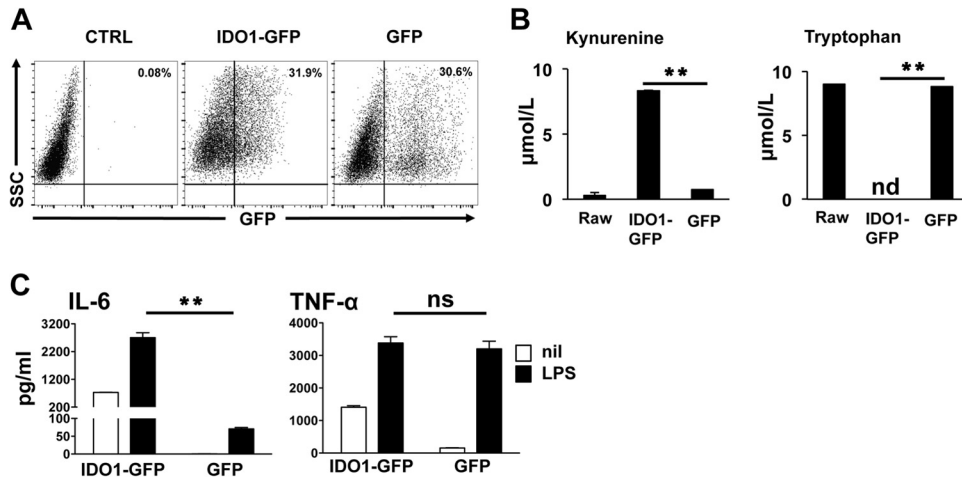 A
CTRL
IDO1-GFP
GFP
0.08%
31.9%
30.6%
SSC
GFP
B
Kynurenine
**
10
5
0
µmol/L
Raw
IDO1-
GFP
GFP
Tryptophan
**
10
5
0
µmol/L
nd
Raw
IDO1-
GFP
GFP
C
IL-6
**
3200
2200
1200
200
100
50
0
pg/ml
IDO1-GFP
GFP
TNF-α
ns
4000
3000
2000
1000
0
IDO1-GFP
GFP
nil
LPS